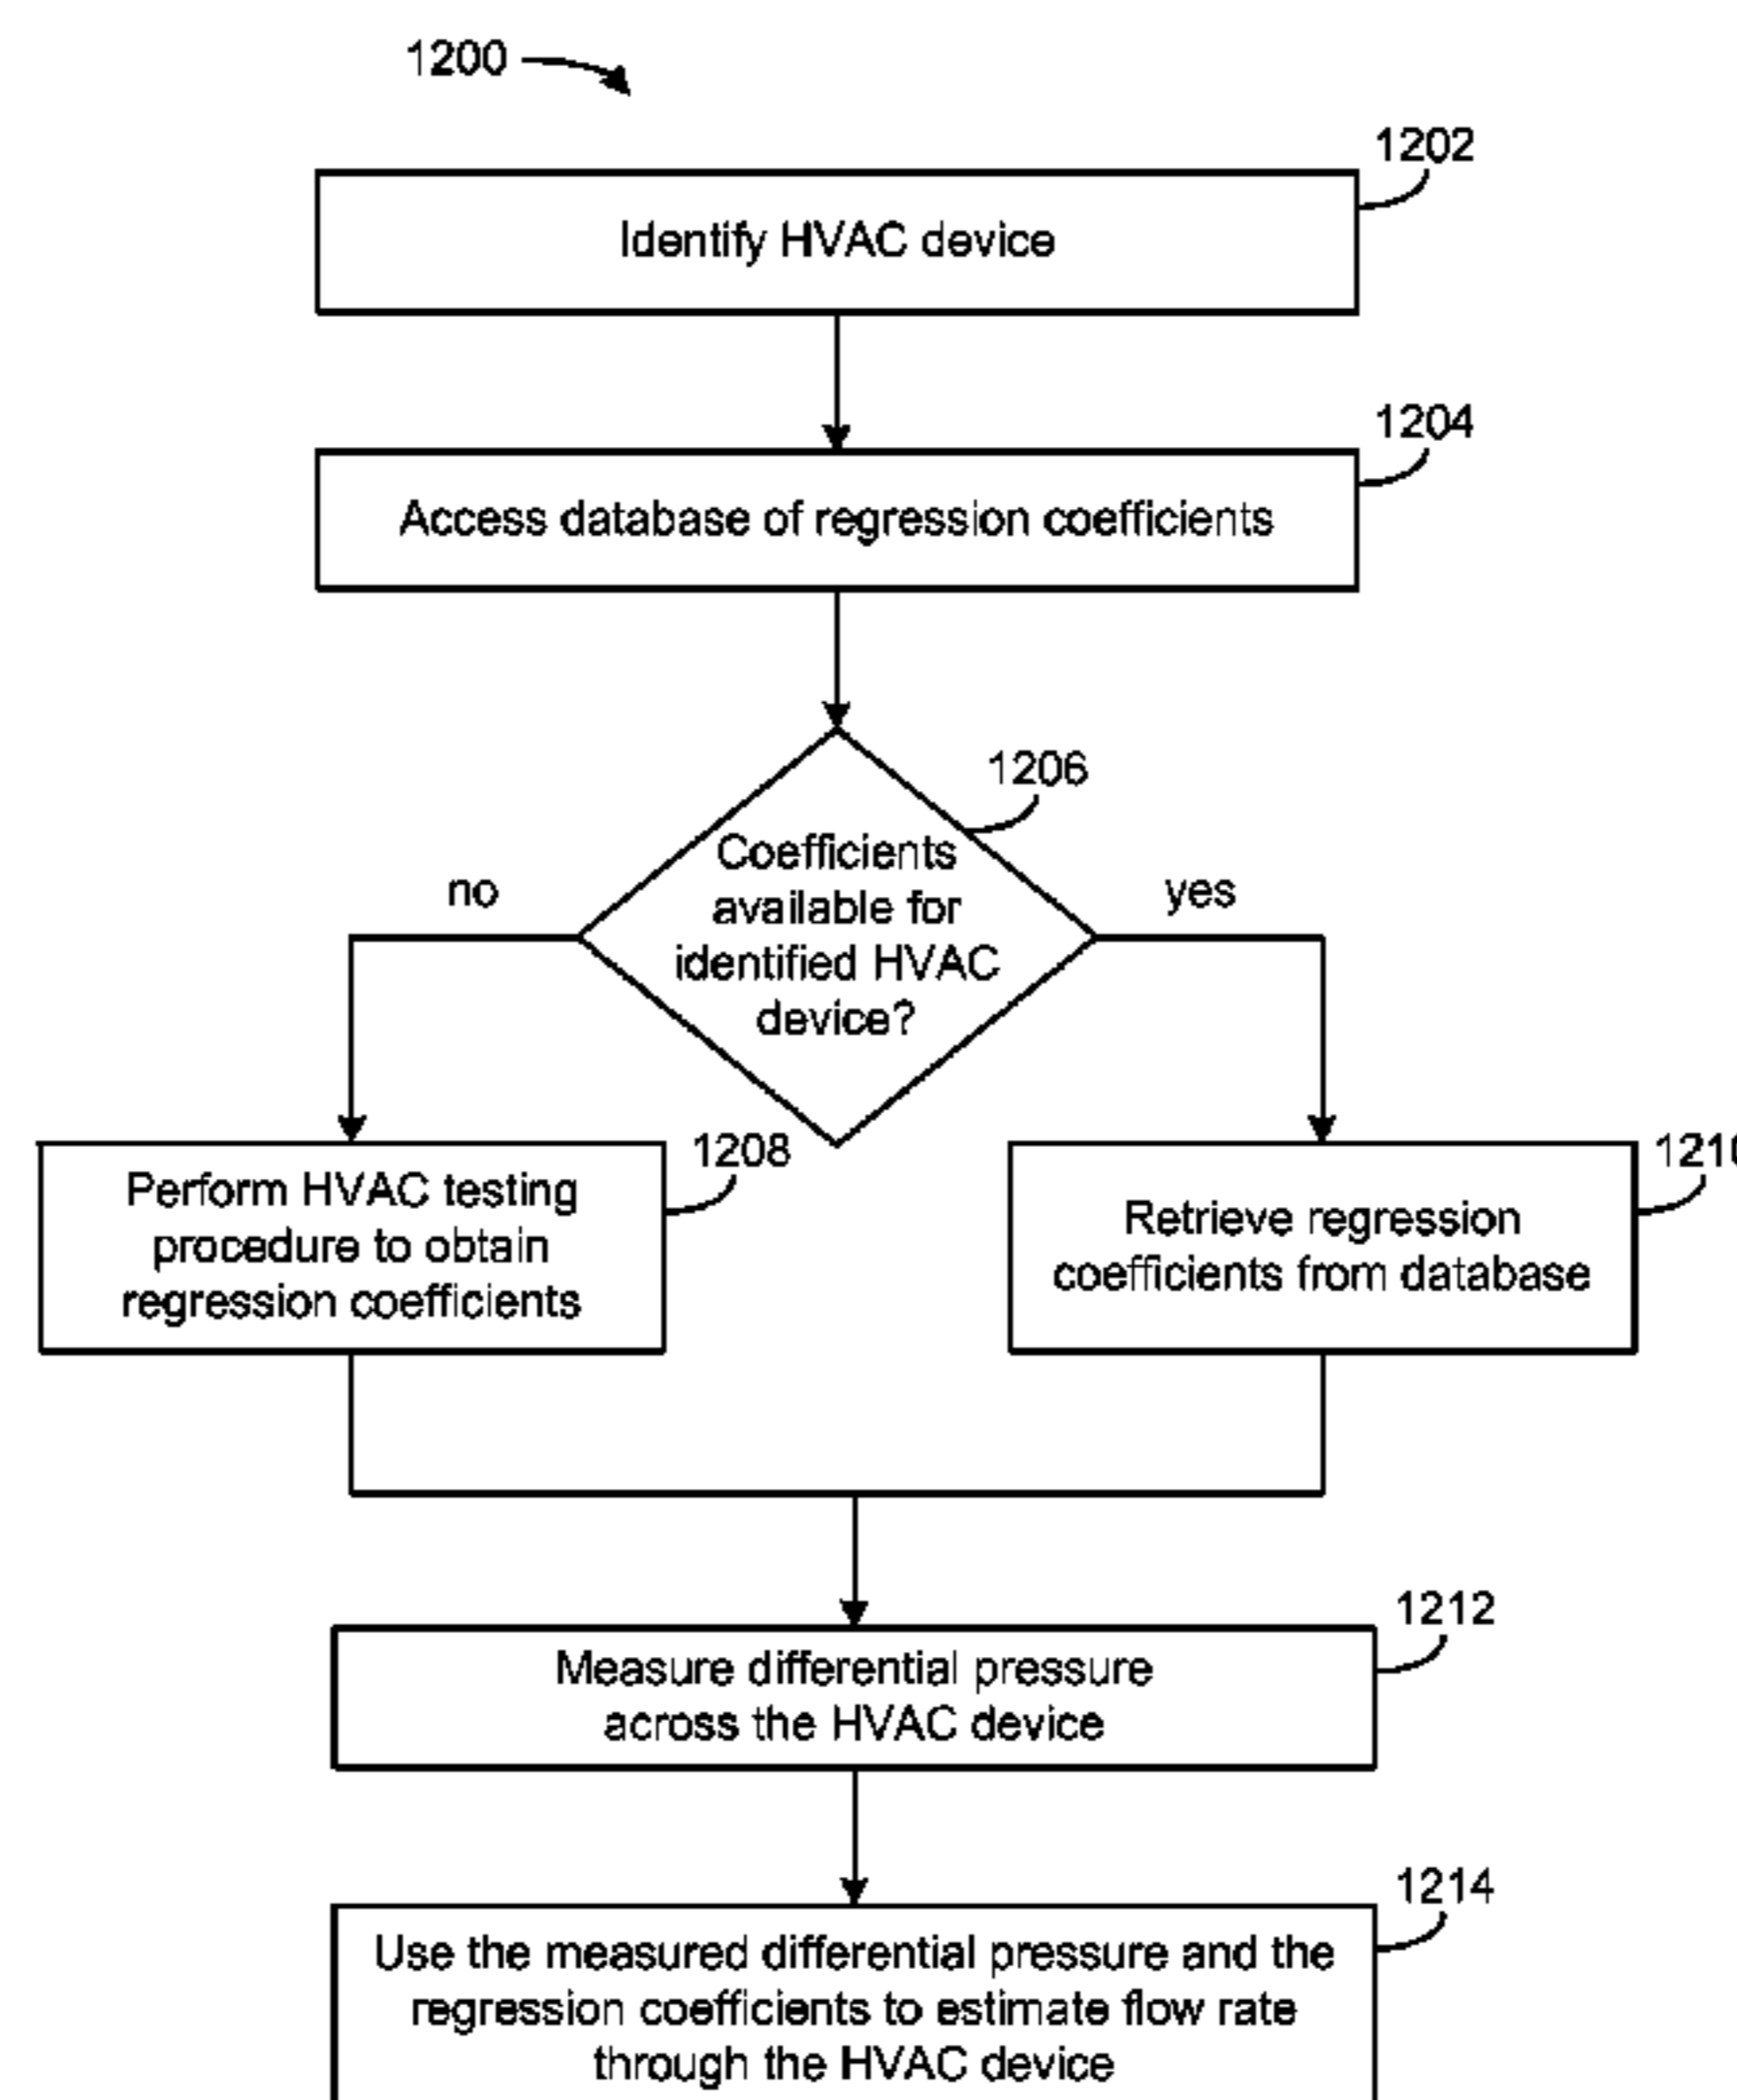 1200
1202
Identify HVAC device
1204
Access database of regression coefficients
1206
Coefficients
available for
identified HVAC
device?
no
yes
1208
Perform HVAC testing
procedure to obtain
regression coefficients
1210
Retrieve regression
coefficients from database
1212
Measure differential pressure
across the HVAC device
1214
Use the measured differential pressure and the
regression coefficients to estimate flow rate
through the HVAC device